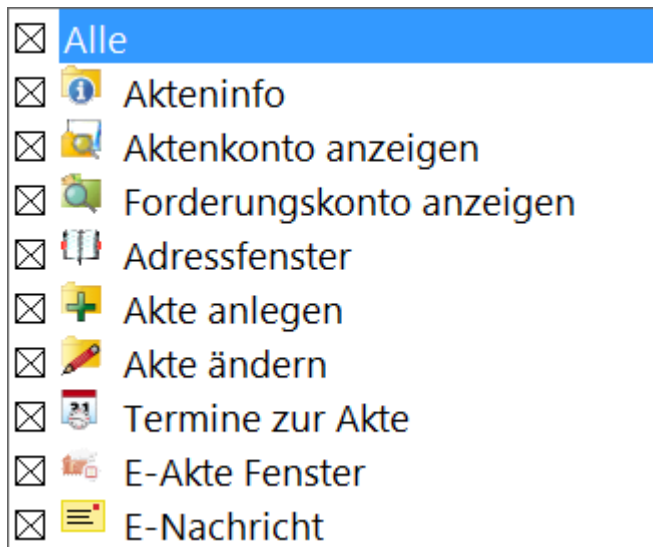 Alle
Akteninfo
Aktenkonto anzeigen
Forderungskonto anzeigen
Adressfenster
Akte anlegen
Akte ändern
Termine zur Akte
E-Akte Fenster
E-Nachricht